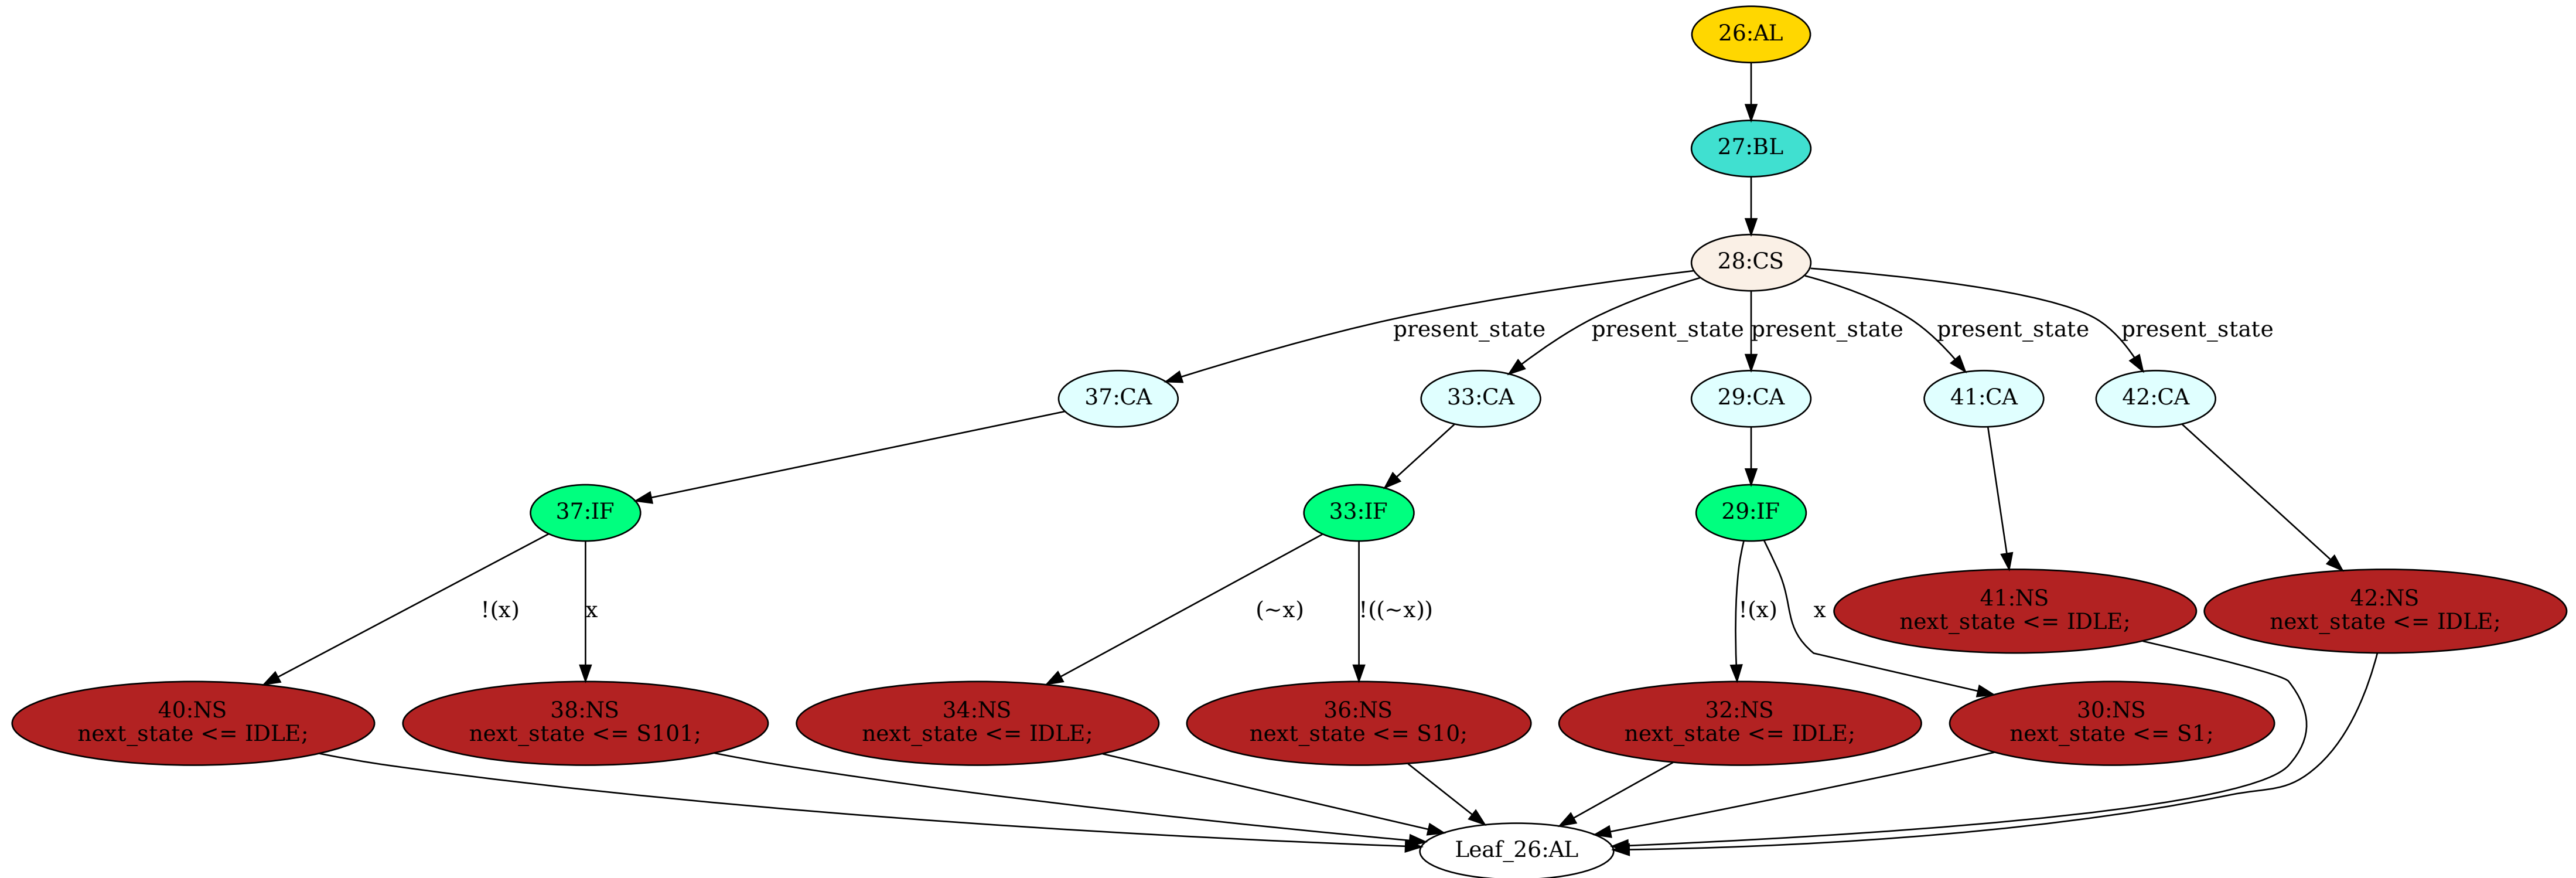 26:AL
27:BL
28:CS
present_state
present_state
present_state
present_state
present_state
37:CA
33:CA
29:CA
41:CA
42:CA
37:IF
33:IF
29:IF
!(x)
x
(~x)
!((~x))
!(x)
x
41:NS
next_state <= IDLE;
42:NS
next_state <= IDLE;
40:NS
next_state <= IDLE;
38:NS
next_state <= S101;
34:NS
next_state <= IDLE;
36:NS
next_state <= S10;
32:NS
next_state <= IDLE;
30:NS
next_state <= S1;
Leaf_26:AL